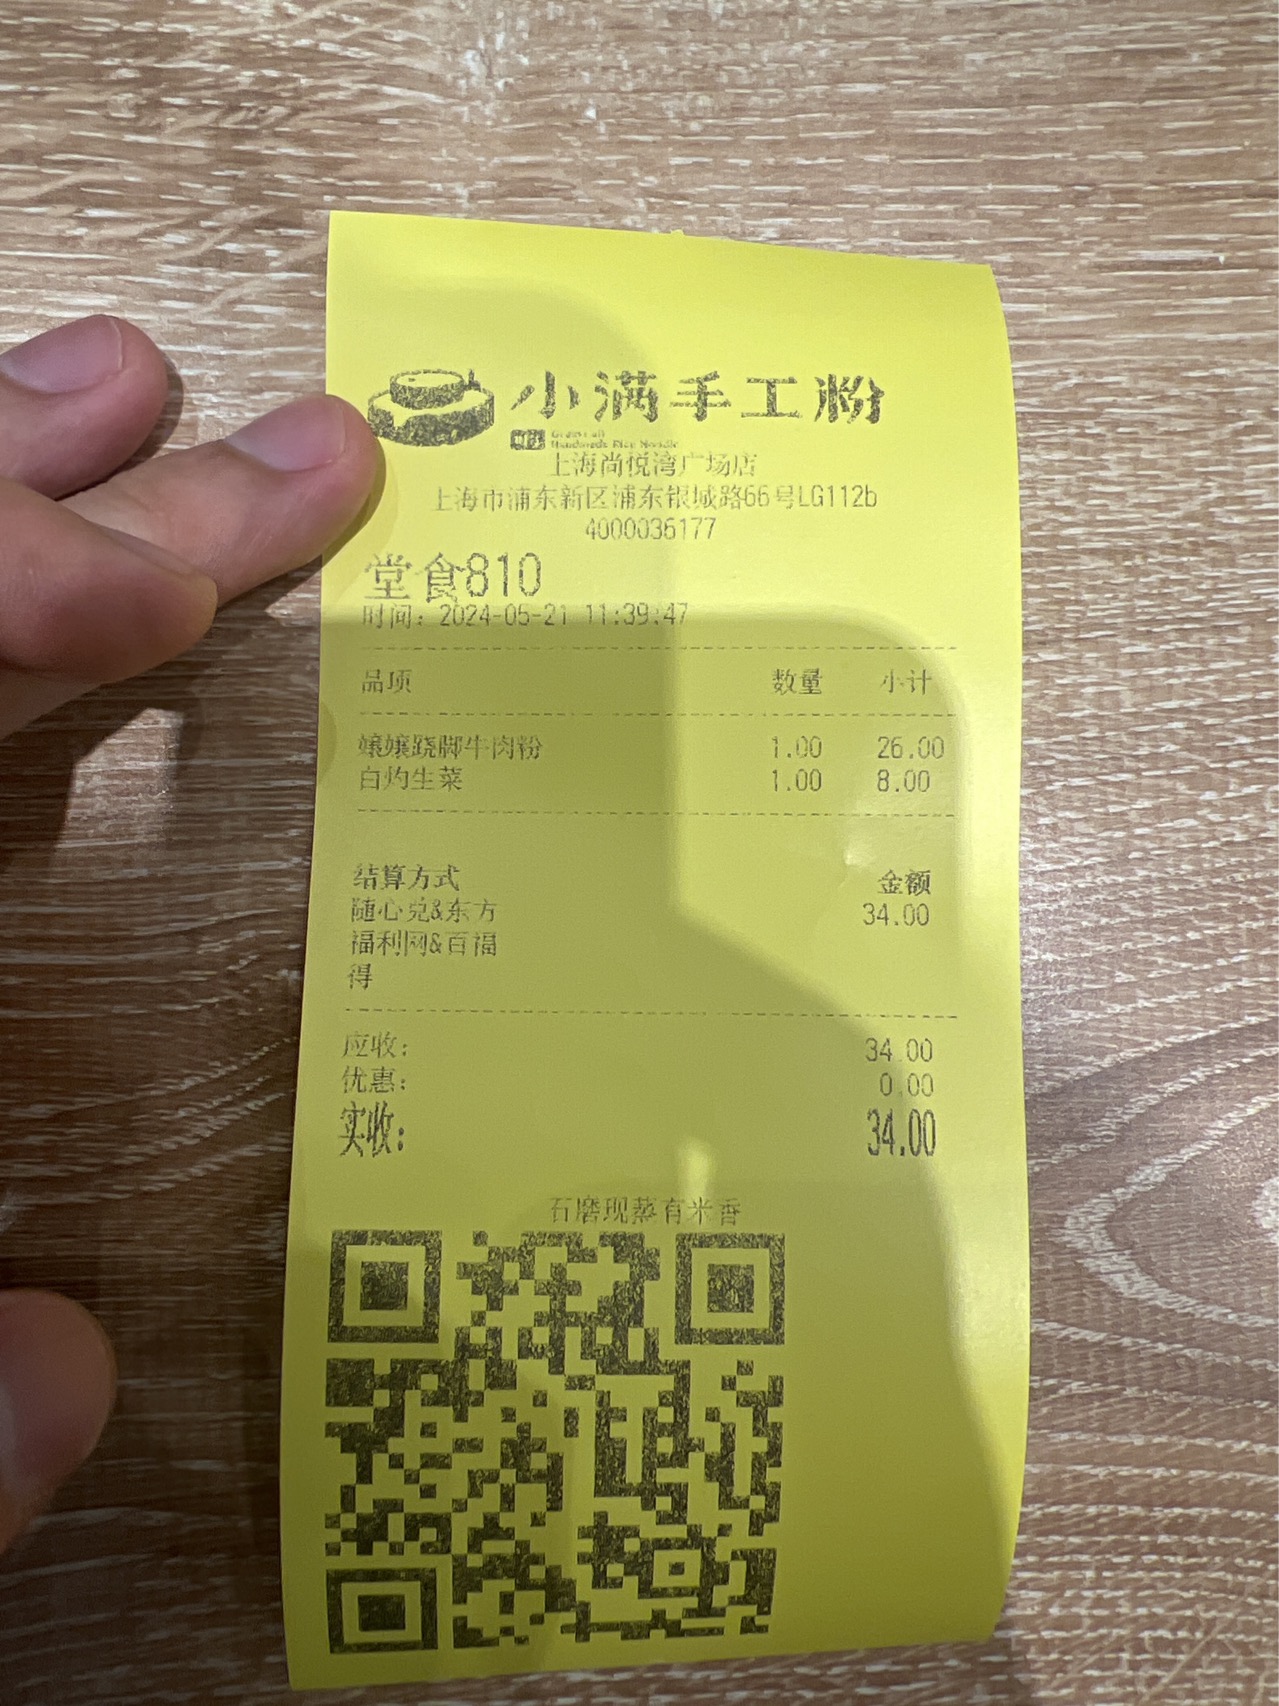 小满手工粉
Handmade Rice Noodle
上海尚悦湾广场店
上海市浦东新区浦东银城路66号LG112b
4000036177
堂食810
时间：2024-05-21 11:39:47
品项 数量 小计
嬢嬢跷脚牛肉粉 1.00 26.00
白灼生菜 1.00 8.00
结算方式 金额
随心兑&东方 34.00
福利网&百福
得
应收： 34.00
优惠： 0.00
实收： 34.00
石磨现蒸有米香